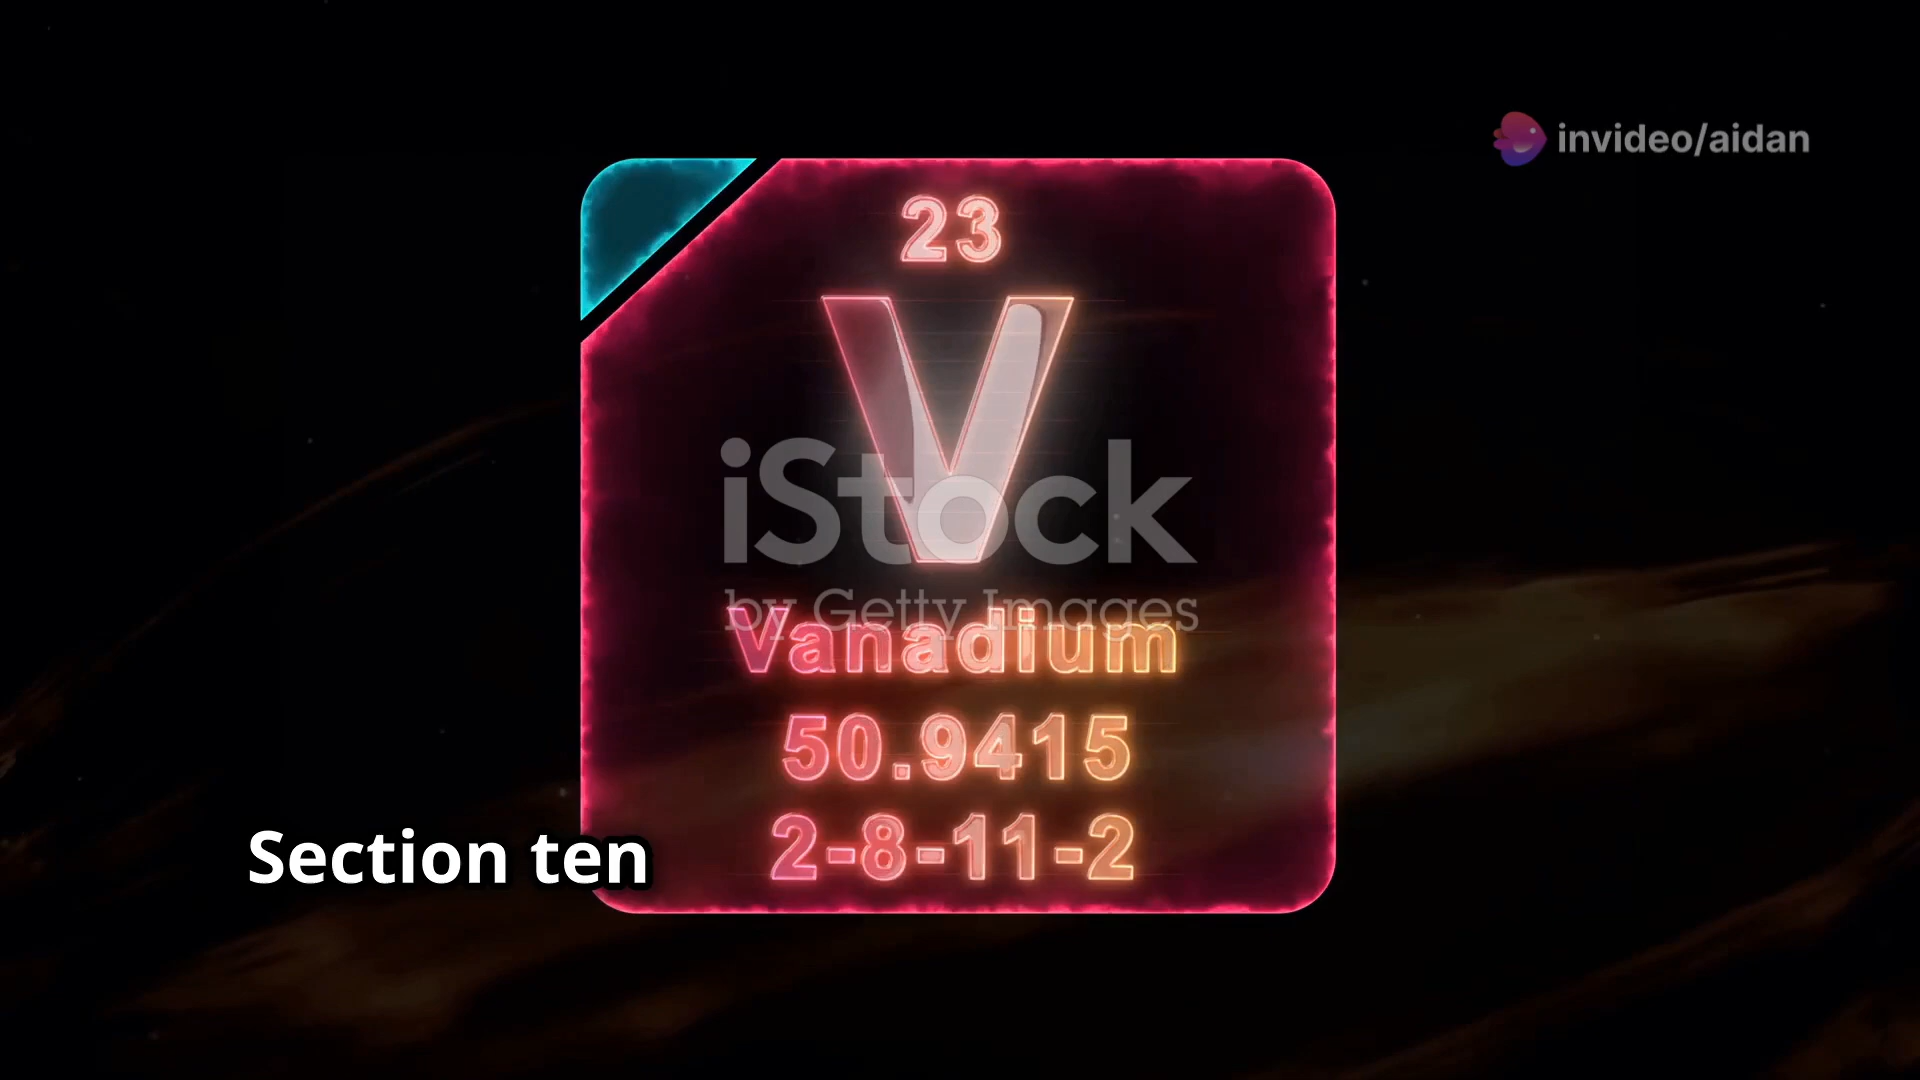 invideo/aidan
23
V
iStock
by Getty Images
Vanadium
50.9415
2-8-11-2
Section ten